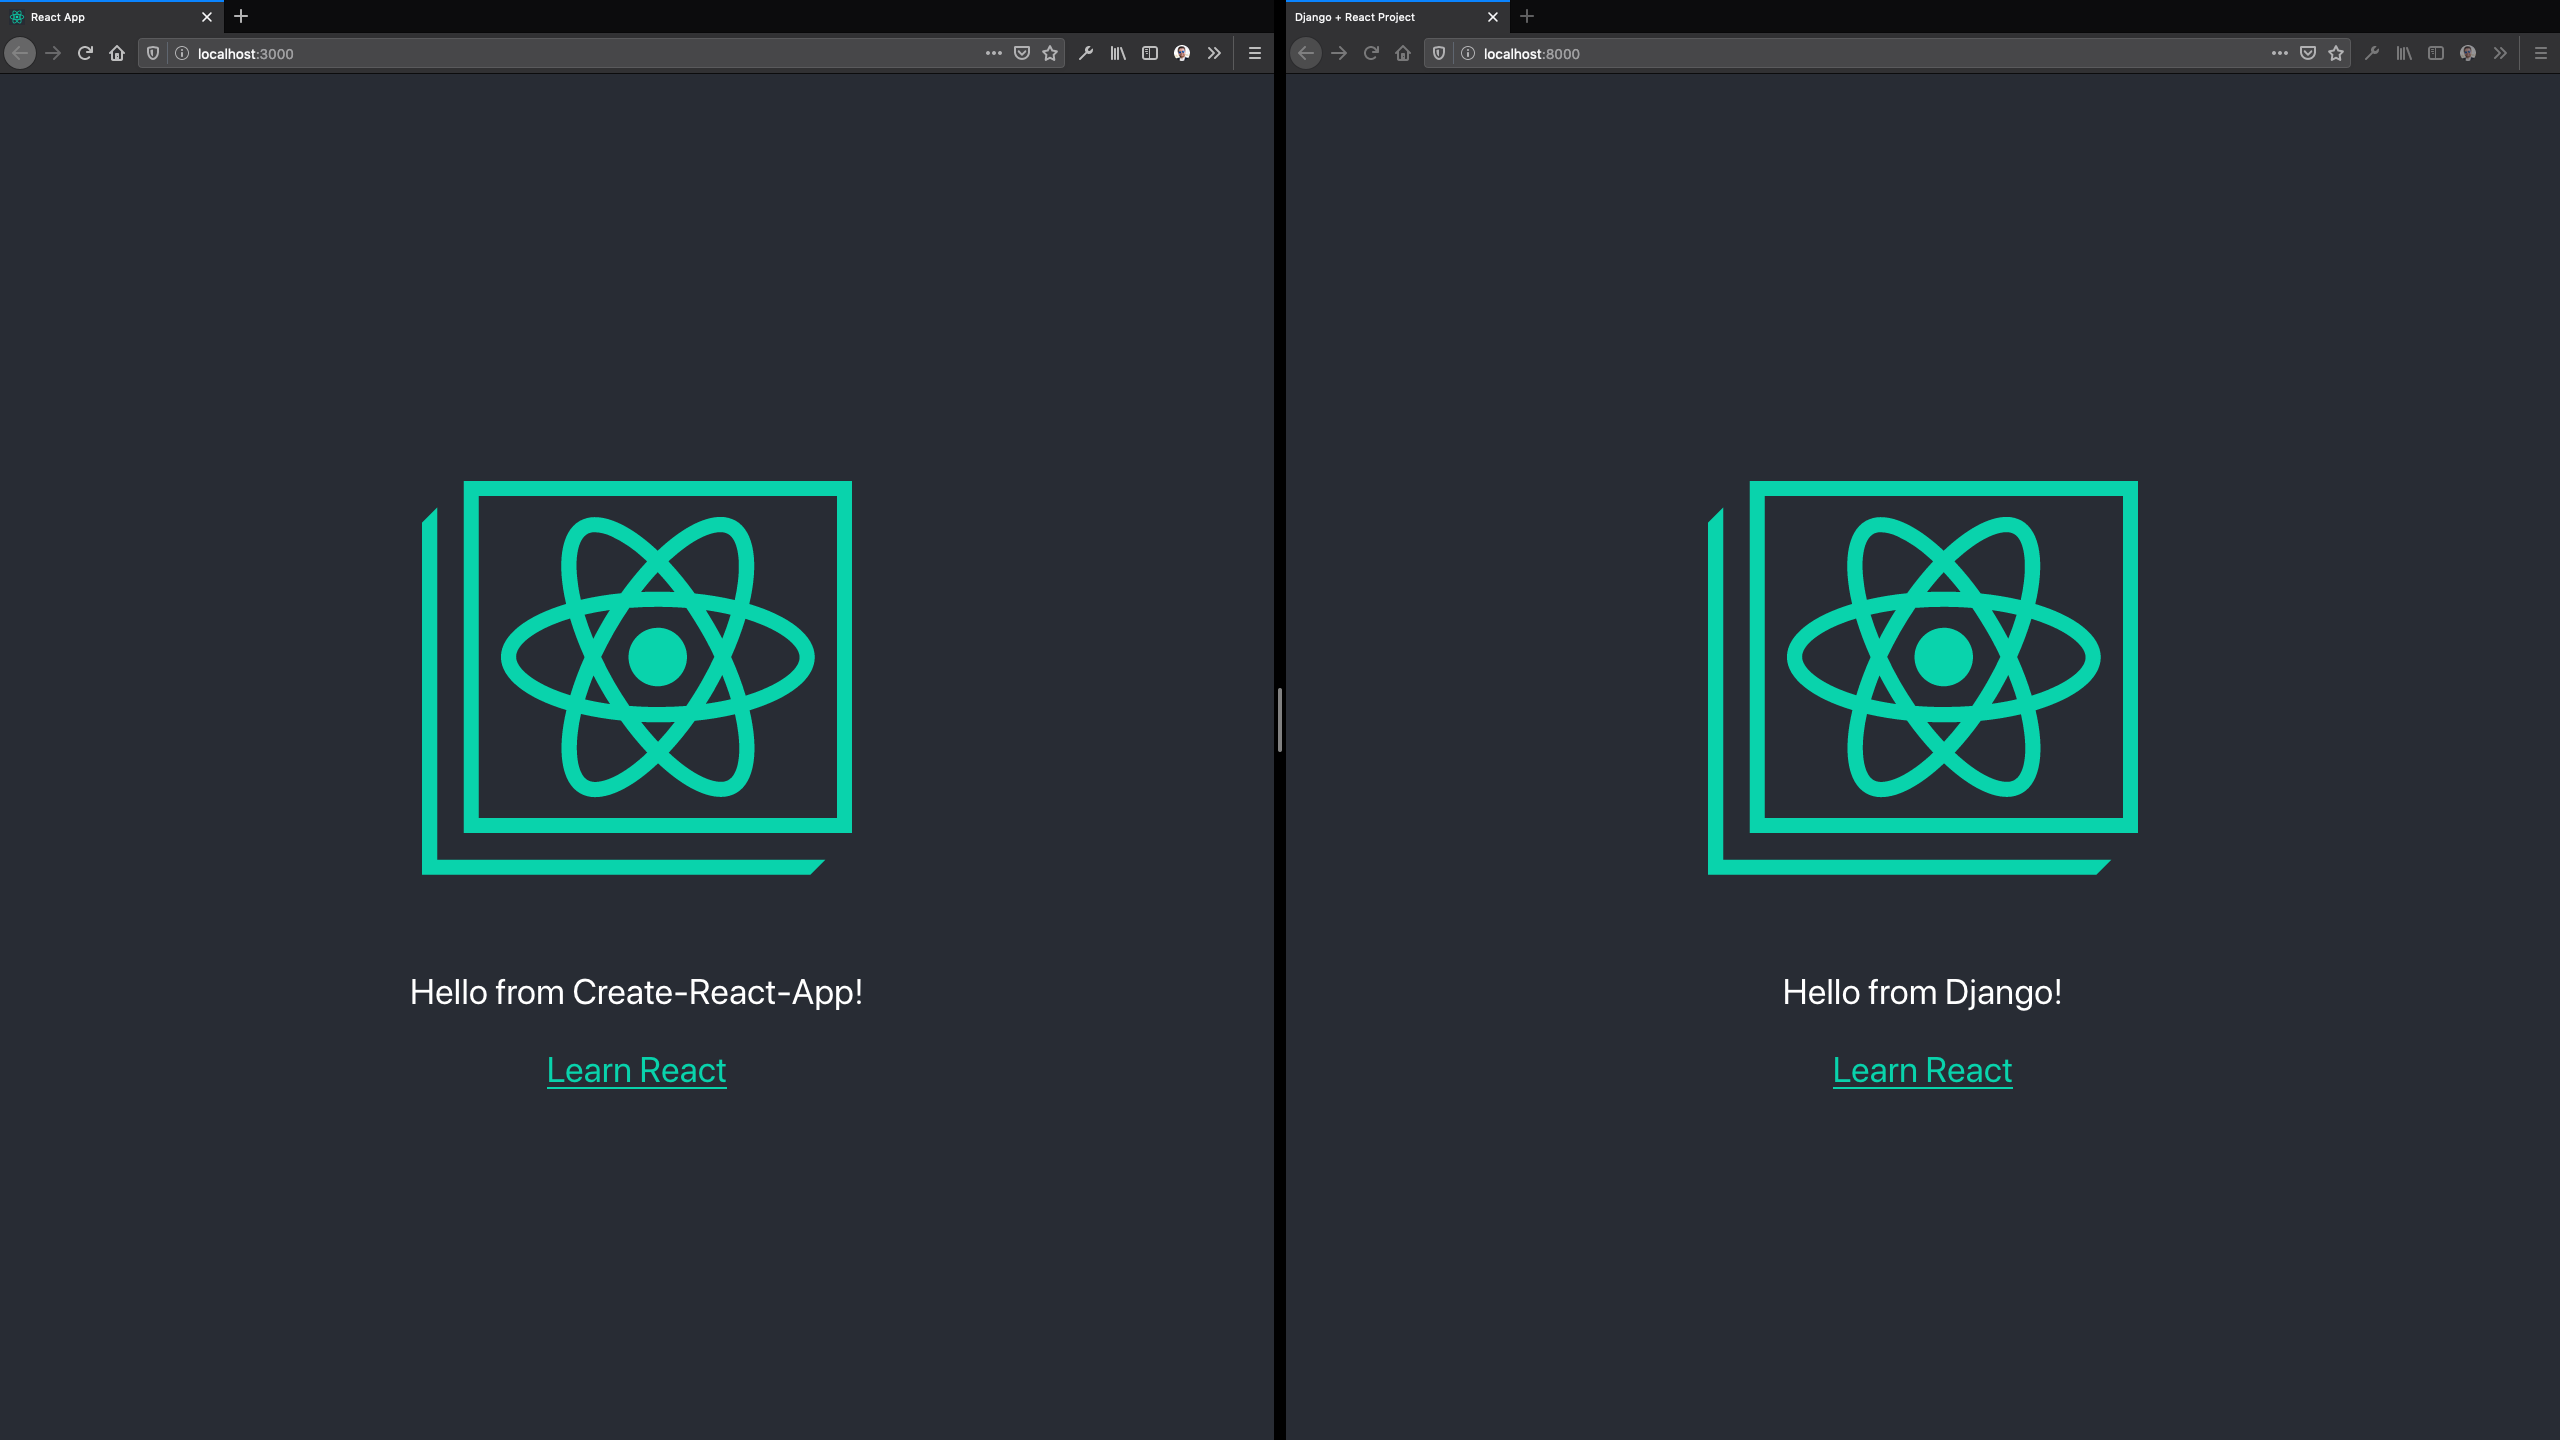 React App
localhost:3000
Hello from Create-React-App!
Learn React
Django + React Project
localhost:8000
Hello from Django!
Learn React